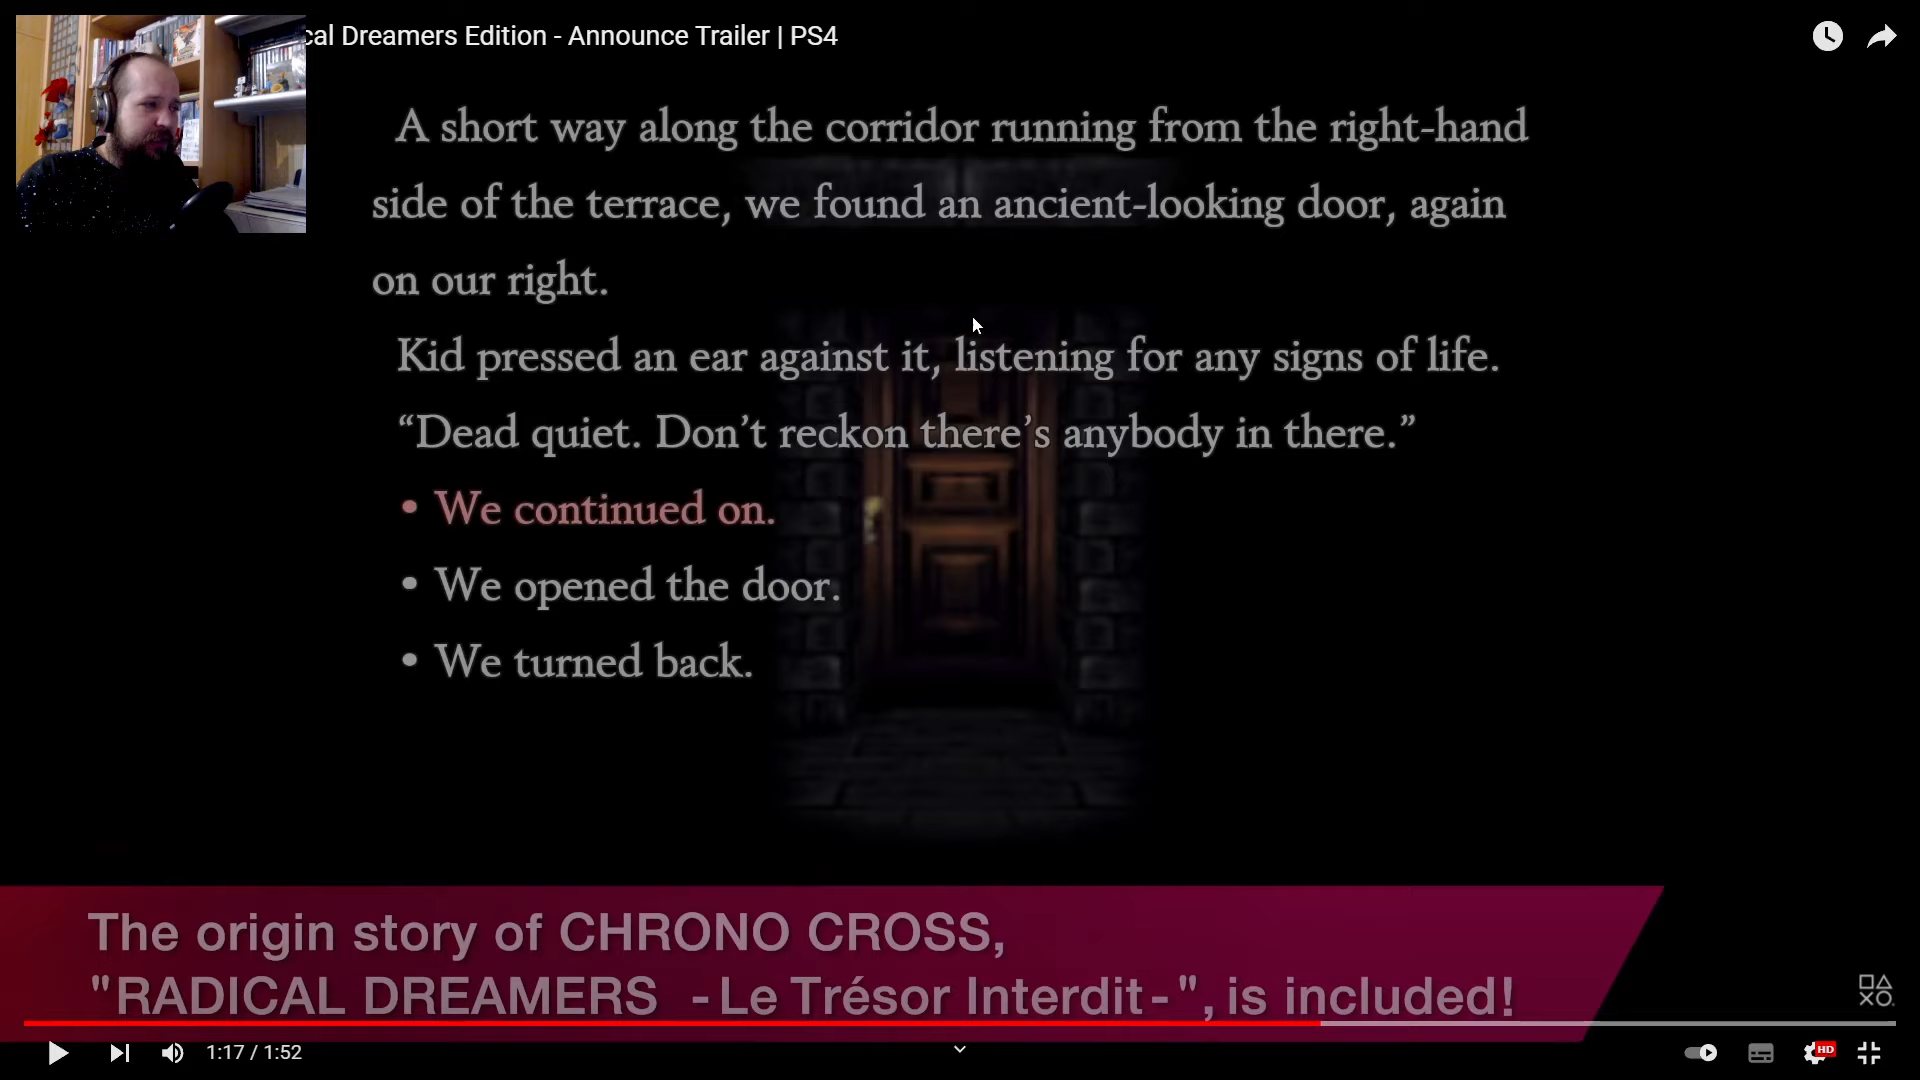 cal Dreamers Edition - Announce Trailer | PS4
A short way along the corridor running from the right-hand
side of the terrace, we found an ancient-looking door, again
on our right.
Kid pressed an ear against it, listening for any signs of life.
“Dead quiet. Don’t reckon there’s anybody in there.”
• We continued on.
• We opened the door.
• We turned back.
The origin story of CHRONO CROSS,
"RADICAL DREAMERS - Le Trésor Interdit - ", is included!
1:17 / 1:52
HD